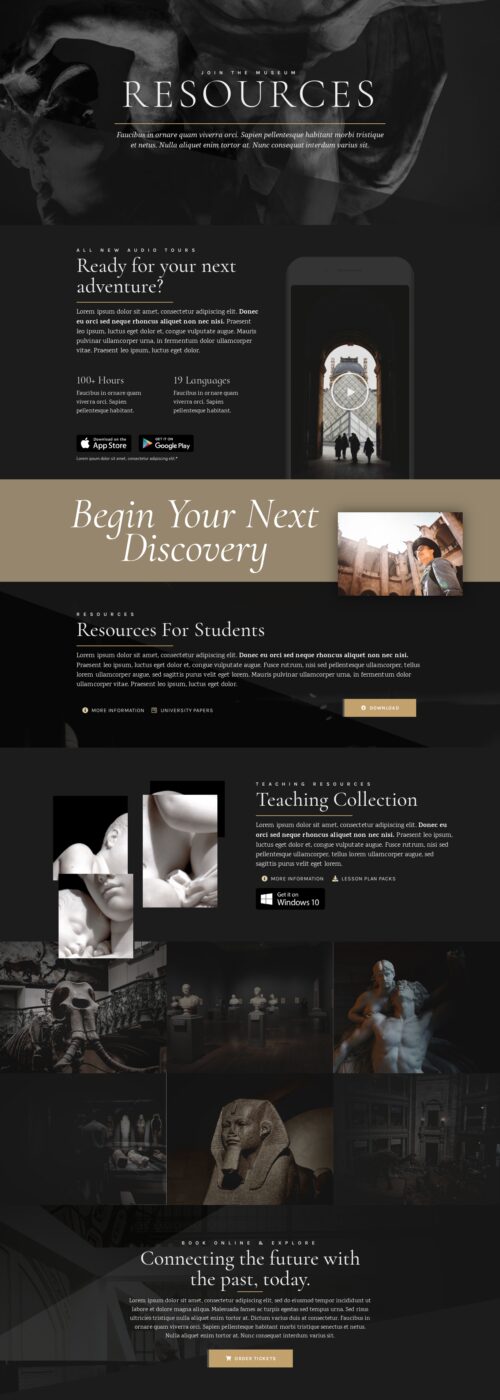 JOIN THE MUSEUM
RESOURCES
Faucibus in ornare quam viverra orci. Sapien pellentesque habitant morbi tristique
et netus. Nulla aliquet enim tortor at. Nunc consequat interdum varius sit.
ALL NEW AUDIO TOURS
Ready for your next
adventure?
Lorem ipsum dolor sit amet, consectetur adipiscing elit. Donec
eu orci sed neque rhoncus aliquet non nec nisi. Praesent
leo ipsum, luctus eget dolor et, congue vulputate augue. Mauris
pulvinar ullamcorper urna, in fermentum dolor ullamcorper
vitae. Praesent leo ipsum, luctus eget dolor.
100+ Hours
Faucibus in ornare quam
viverra orci. Sapien
pellentesque habitant.
19 Languages
Faucibus in ornare quam
viverra orci. Sapien
pellentesque habitant.
Download on the
App Store
GET IT ON
Google Play
Lorem ipsum dolor sit amet, consectetur adipiscing elit.*
Begin Your Next
Discovery
RESOURCES
Resources For Students
Lorem ipsum dolor sit amet, consectetur adipiscing elit. Donec eu orci sed neque rhoncus aliquet non nec nisi.
Praesent leo ipsum, luctus eget dolor et, congue vulputate augue. Fusce rutrum, nisi sed pellentesque ullamcorper, tellus
lorem ullamcorper augue, sed sagittis purus velit eget lorem. Mauris pulvinar ullamcorper urna, in fermentum dolor
ullamcorper vitae. Praesent leo ipsum, luctus eget dolor.
MORE INFORMATION UNIVERSITY PAPERS
DOWNLOAD
TEACHING RESOURCES
Teaching Collection
Lorem ipsum dolor sit amet, consectetur adipiscing elit. Donec eu
orci sed neque rhoncus aliquet non nec nisi. Praesent leo ipsum,
luctus eget dolor et, congue vulputate augue. Fusce rutrum, nisi sed
pellentesque ullamcorper, tellus lorem ullamcorper augue, sed
sagittis purus velit eget lorem.
MORE INFORMATION LESSON PLAN PACKS
Get it on
Windows 10
BOOK ONLINE & EXPLORE
Connecting the future with
the past, today.
Lorem ipsum dolor sit amet, consectetur adipiscing elit, sed do eiusmod tempor incididunt ut
labore et dolore magna aliqua. Malesuada fames ac turpis egestas sed tempus urna. Sed risus
ultricies tristique nulla aliquet enim tortor at. Dictum varius duis at consectetur. Faucibus in
ornare quam viverra orci. Sapien pellentesque habitant morbi tristique senectus et netus.
Nulla aliquet enim tortor at. Nunc consequat interdum varius sit.
ORDER TICKETS